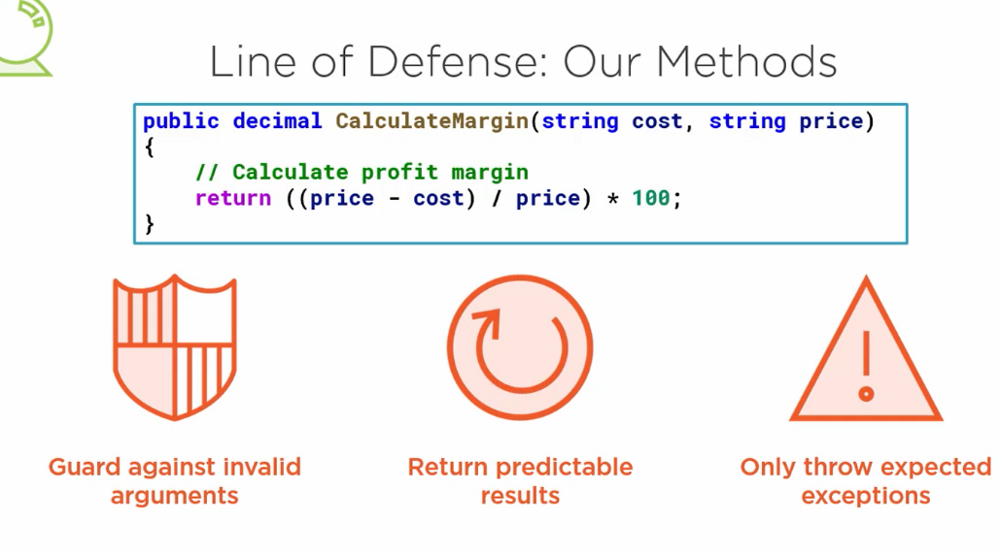 Line of Defense: Our Methods
public decimal CalculateMargin(string cost, string price)
{
    // Calculate profit margin
    return ((price - cost) / price) * 100;
}
Guard against invalid
arguments
Return predictable
results
Only throw expected
exceptions